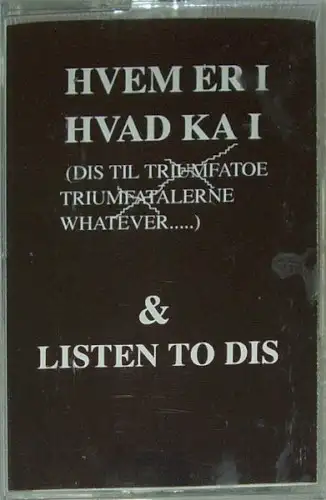 HVEM ER I
HVAD KA I
(DIS TIL TRIUMFATOE
TRIUMFATALERNE
WHATEVER.....)
&
LISTEN TO DIS